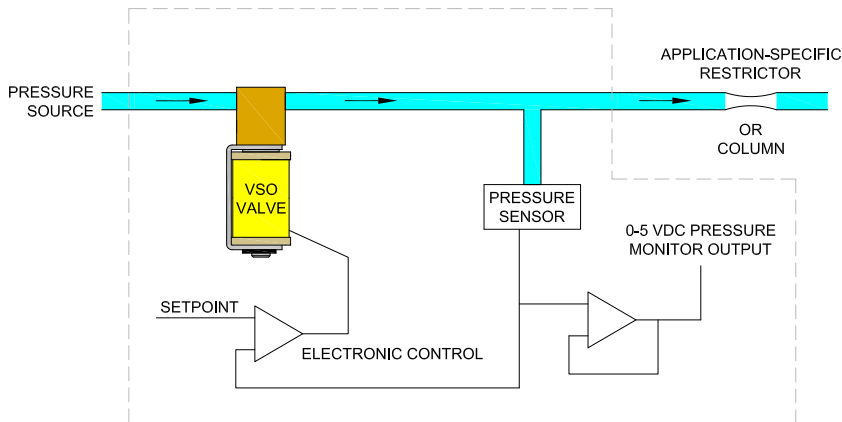 APPLICATION-SPECIFIC
RESTRICTOR
PRESSURE
SOURCE
OR
COLUMN
VSO
VALVE
PRESSURE
SENSOR
0-5 VDC PRESSURE
MONITOR OUTPUT
SETPOINT
ELECTRONIC CONTROL